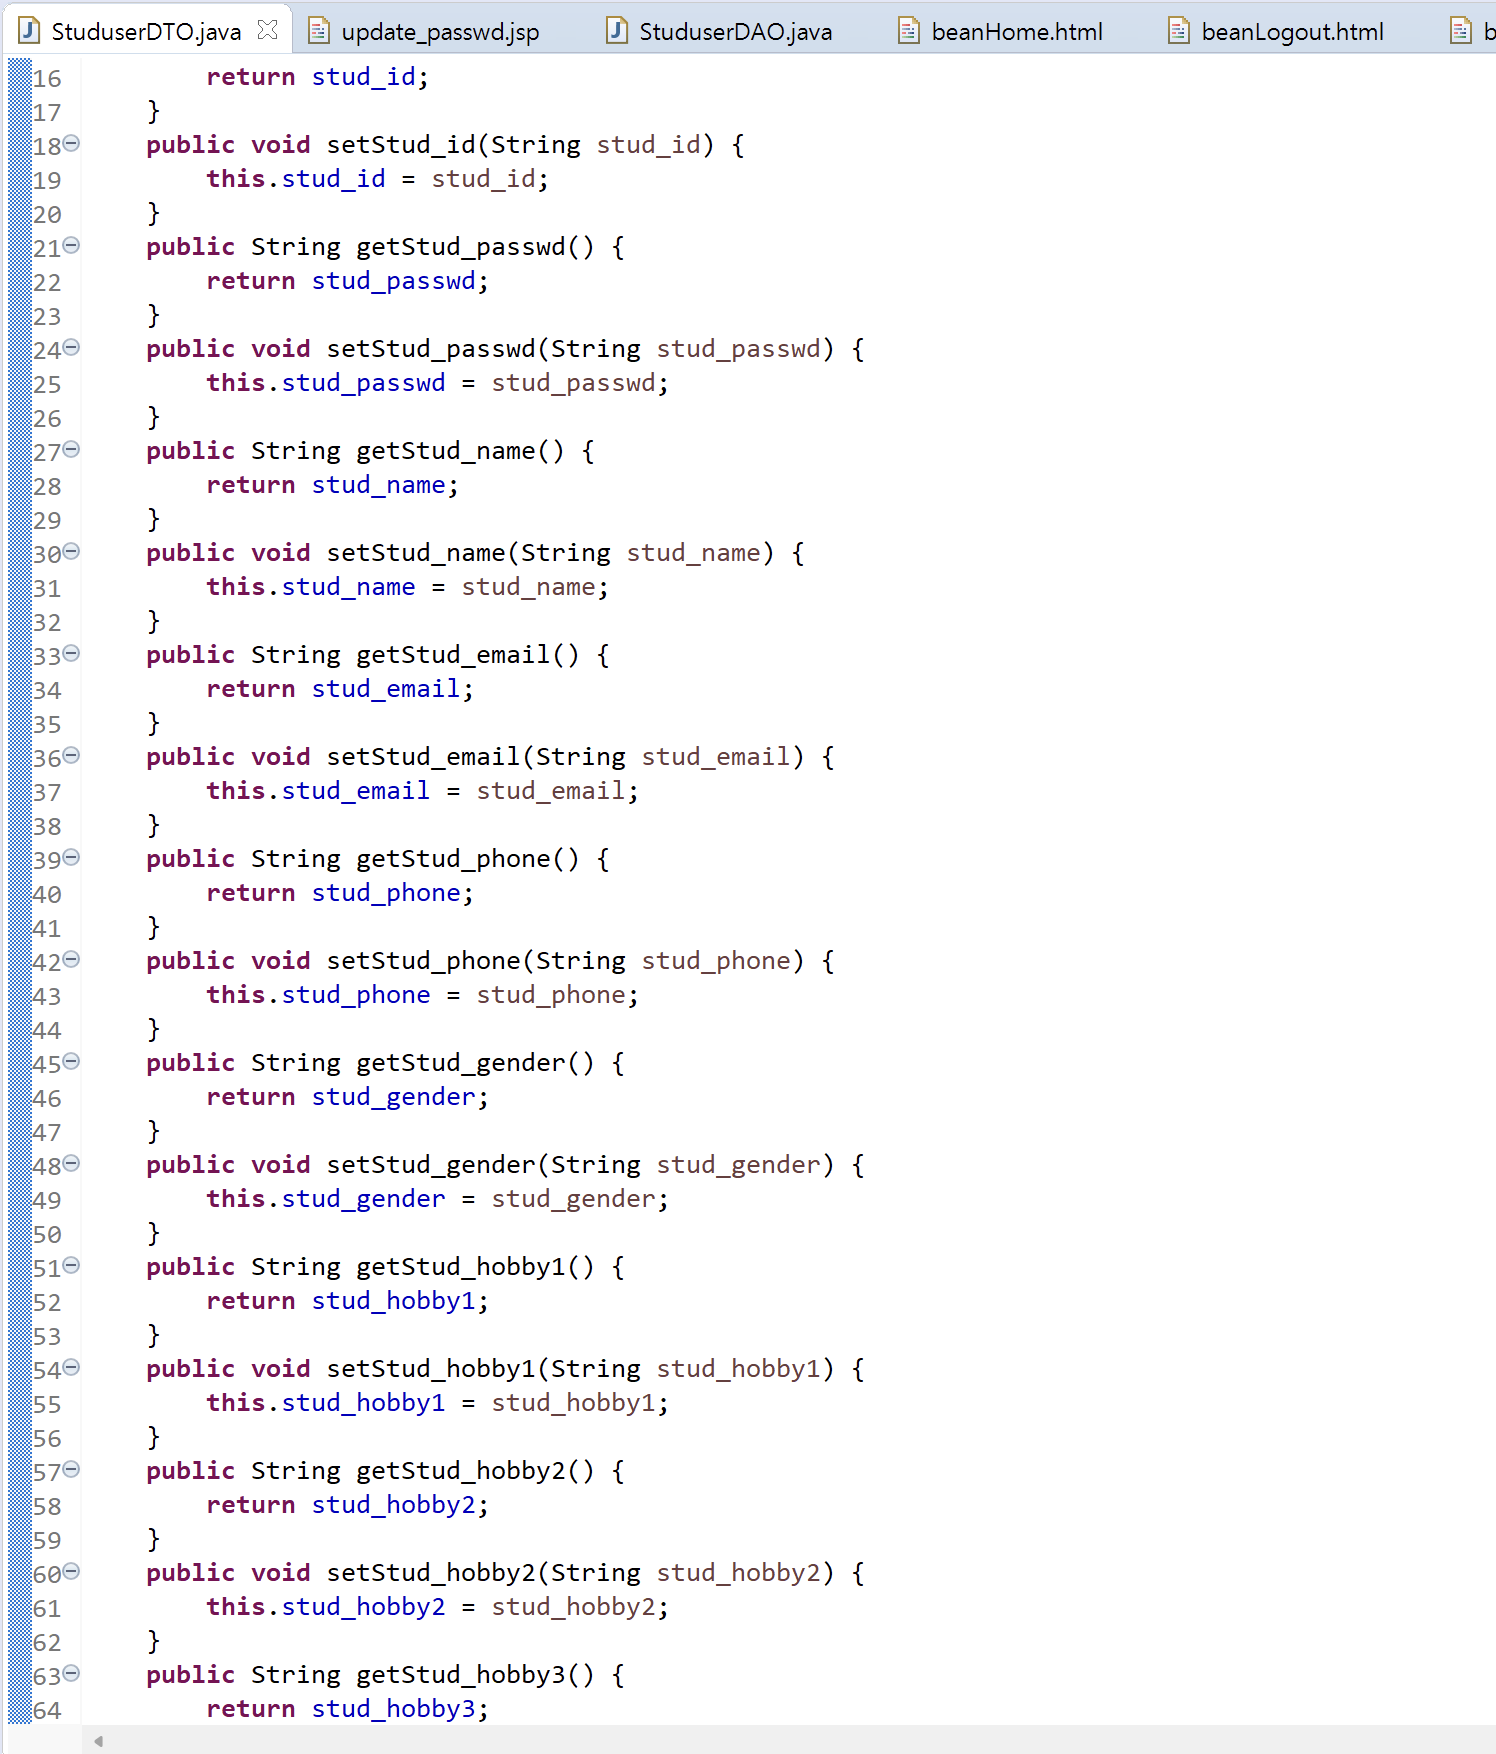 StuduserDTO.java update_passwd.jsp StuduserDAO.java beanHome.html beanLogout.html b
16 return stud_id;
17 }
18 public void setStud_id(String stud_id) {
19 this.stud_id = stud_id;
20 }
21 public String getStud_passwd() {
22 return stud_passwd;
23 }
24 public void setStud_passwd(String stud_passwd) {
25 this.stud_passwd = stud_passwd;
26 }
27 public String getStud_name() {
28 return stud_name;
29 }
30 public void setStud_name(String stud_name) {
31 this.stud_name = stud_name;
32 }
33 public String getStud_email() {
34 return stud_email;
35 }
36 public void setStud_email(String stud_email) {
37 this.stud_email = stud_email;
38 }
39 public String getStud_phone() {
40 return stud_phone;
41 }
42 public void setStud_phone(String stud_phone) {
43 this.stud_phone = stud_phone;
44 }
45 public String getStud_gender() {
46 return stud_gender;
47 }
48 public void setStud_gender(String stud_gender) {
49 this.stud_gender = stud_gender;
50 }
51 public String getStud_hobby1() {
52 return stud_hobby1;
53 }
54 public void setStud_hobby1(String stud_hobby1) {
55 this.stud_hobby1 = stud_hobby1;
56 }
57 public String getStud_hobby2() {
58 return stud_hobby2;
59 }
60 public void setStud_hobby2(String stud_hobby2) {
61 this.stud_hobby2 = stud_hobby2;
62 }
63 public String getStud_hobby3() {
64 return stud_hobby3;